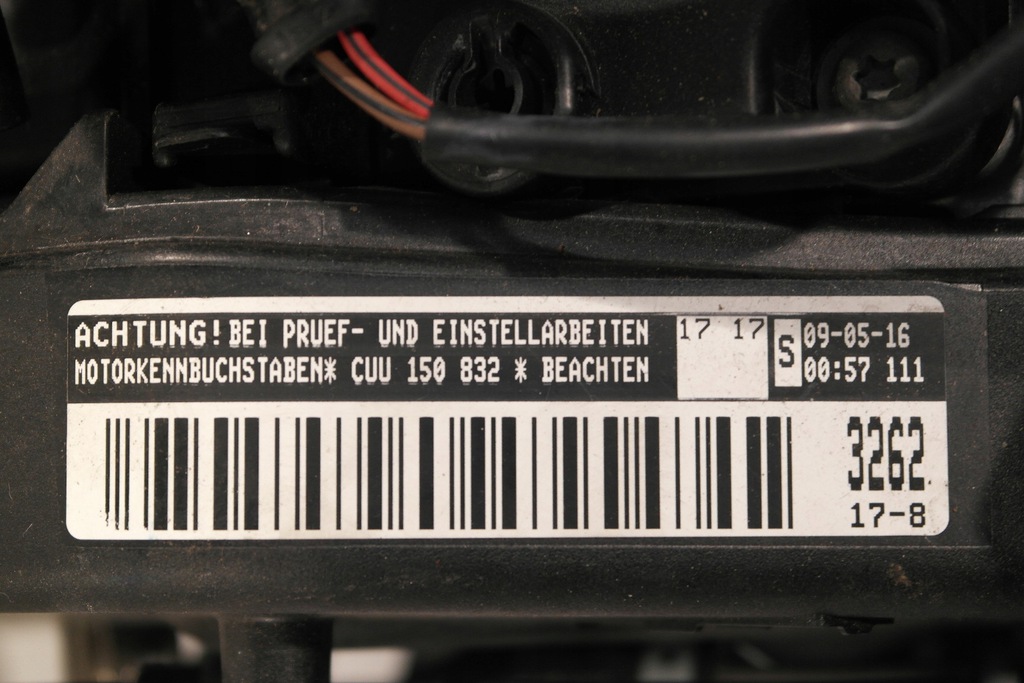 ACHTUNG! BEI PRUEF- UND EINSTELLARBEITEN
MOTORKENNBUCHSTABEN* CUU 150 832 * BEACHTEN
17 17
S
09-05-16
00:57 111
3262
17-8